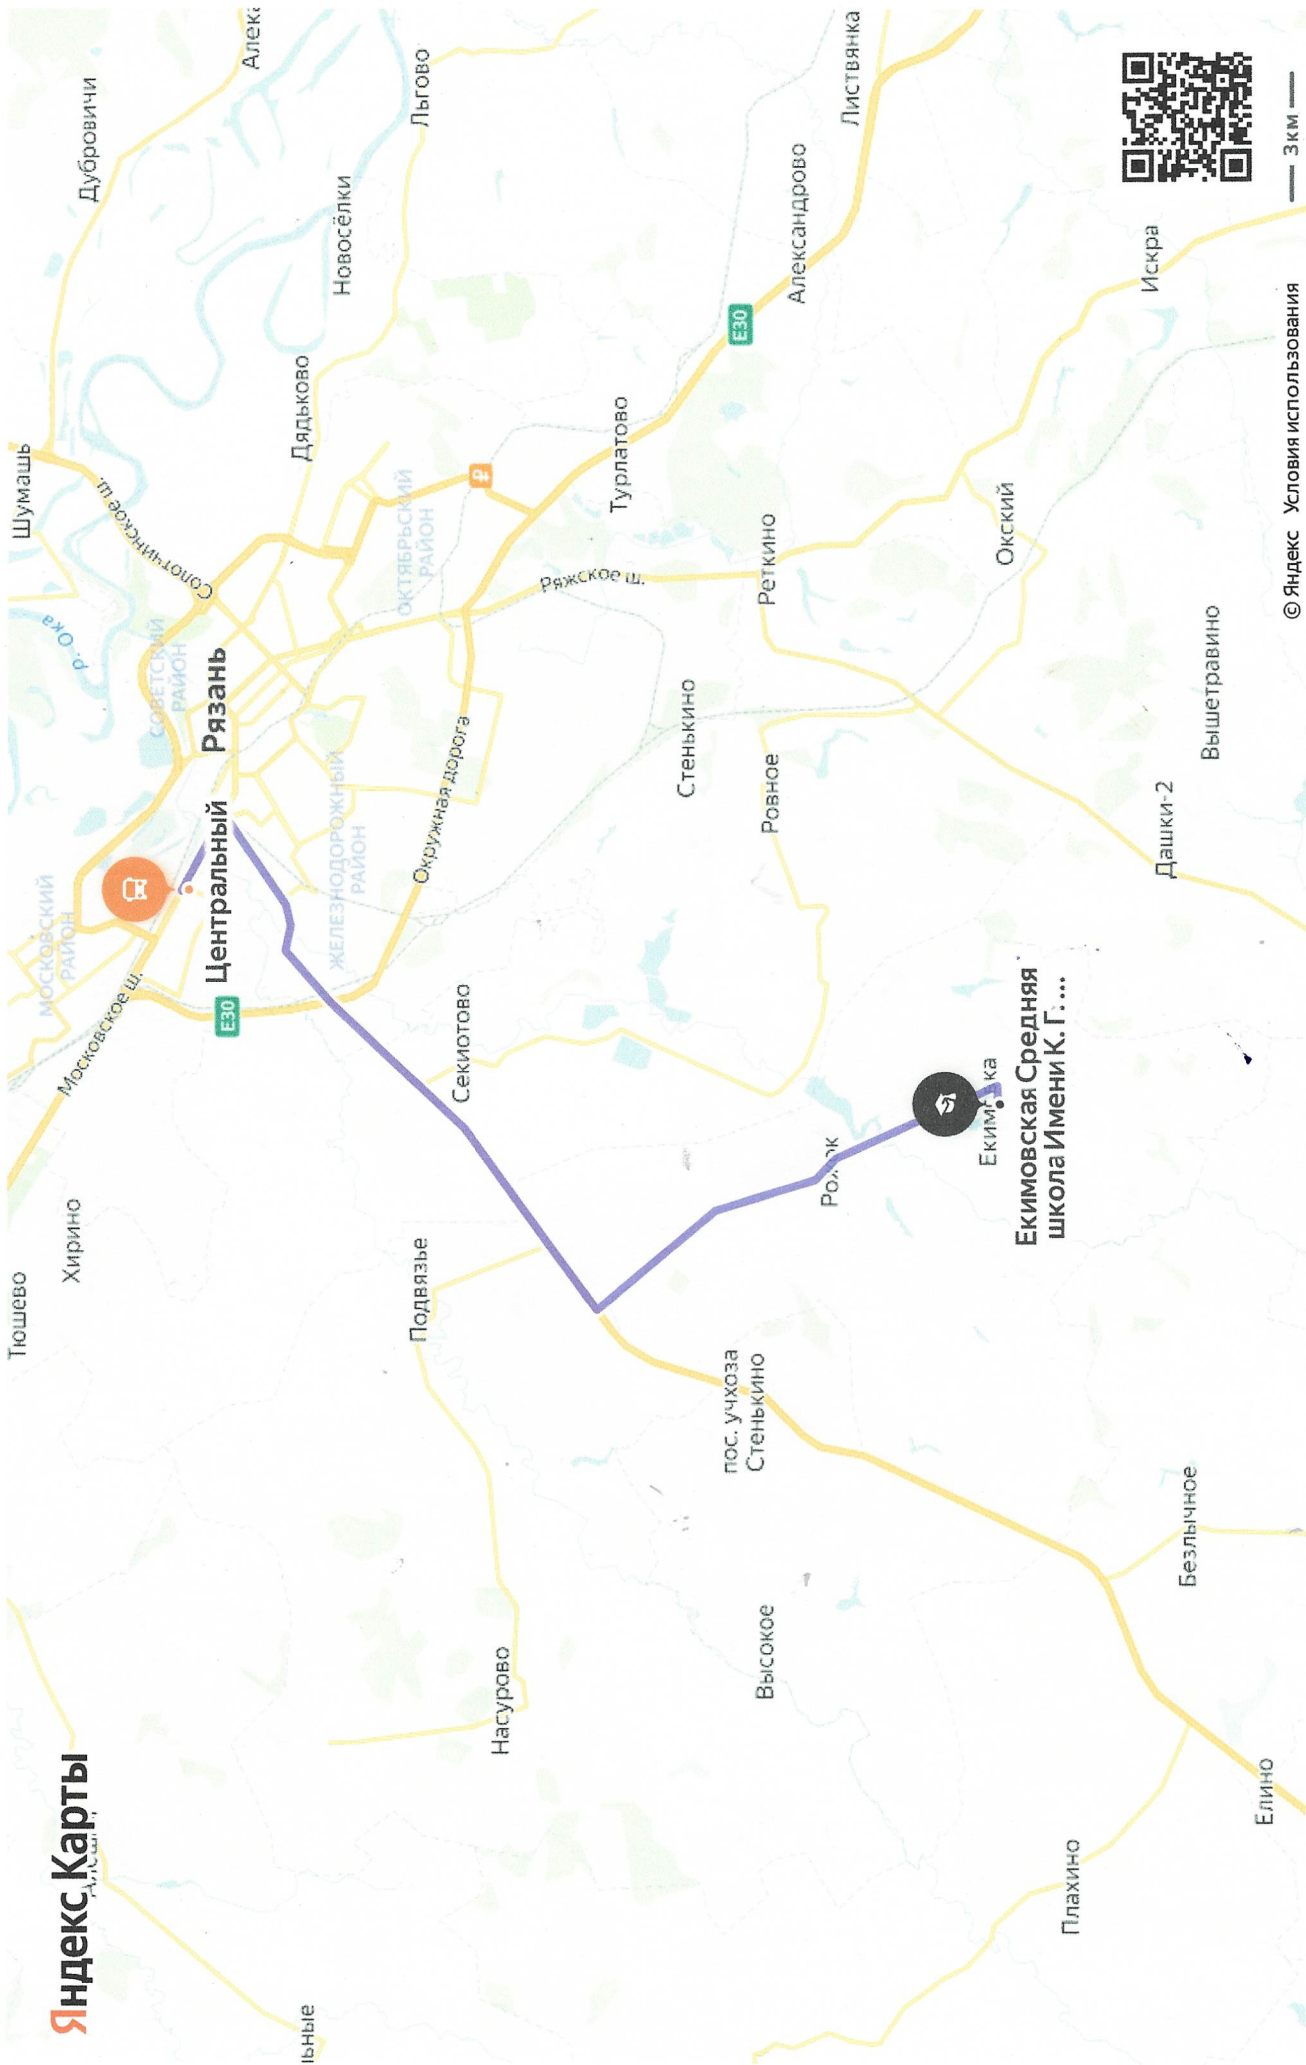 Яндекс Карты
Тюшево
Хирино
Московское ш.
МОСКОВСКИЙ
РАЙОН
Шумашь
Дубровичи
Солотчинское ш.
р. Ока
СОВЕТСКИЙ
РАЙОН
Рязань
Центральный
E30
ЖЕЛЕЗНОДОРОЖНЫЙ
РАЙОН
Дядьково
Новосёлки
Льгово
ОКТЯБРЬСКИЙ
РАЙОН
Окружная дорога
Секиотово
Подвязье
Насурово
Ряжское ш.
Турлатово
Стенькино
E30
Александрово
Листвянка
Реткино
Ровное
пос. учхоза
Стенькино
Высокое
Окский
Екимовская Средняя
школа Имени К. Г. ...
Плахино
Искра
Дашки-2
Вышетравино
Безлычное
Елино
© Яндекс Условия использования
3 км